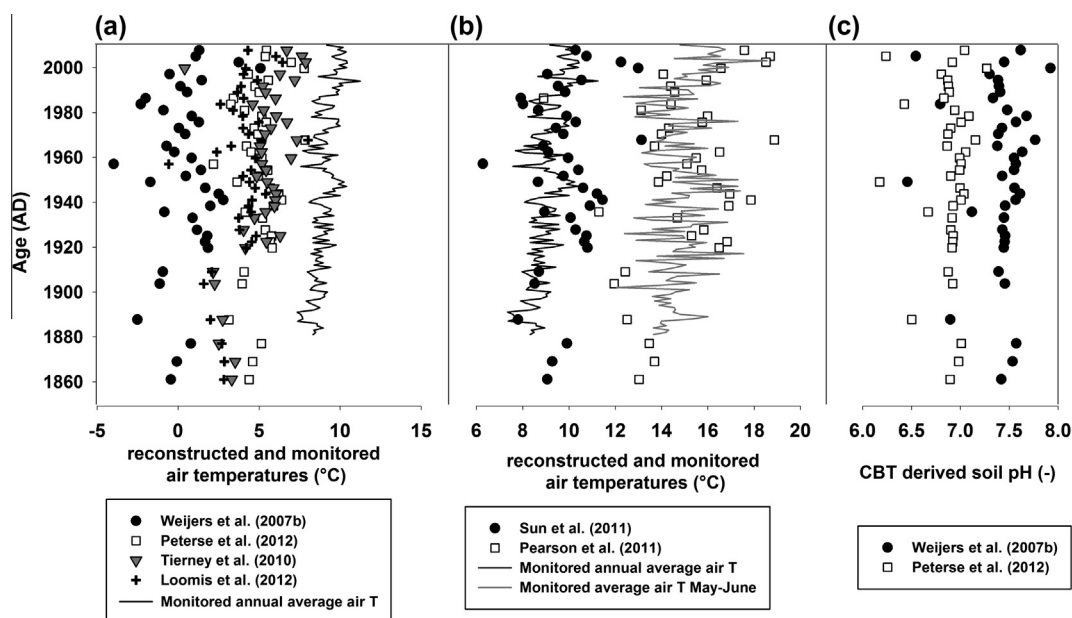 (a)
(b)
(c)
Age (AD)
2000
1980
1960
1940
1920
1900
1880
1860
-5 0 5 10 15
6 8 10 12 14 16 18 20
6.0 6.5 7.0 7.5 8.0
reconstructed and monitored
air temperatures (°C)
reconstructed and monitored
air temperatures (°C)
CBT derived soil pH (-)
Weijers et al. (2007b)
Peterse et al. (2012)
Tierney et al. (2010)
Loomis et al. (2012)
Monitored annual average air T
Sun et al. (2011)
Pearson et al. (2011)
Monitored annual average air T
Monitored average air T May-June
Weijers et al. (2007b)
Peterse et al. (2012)